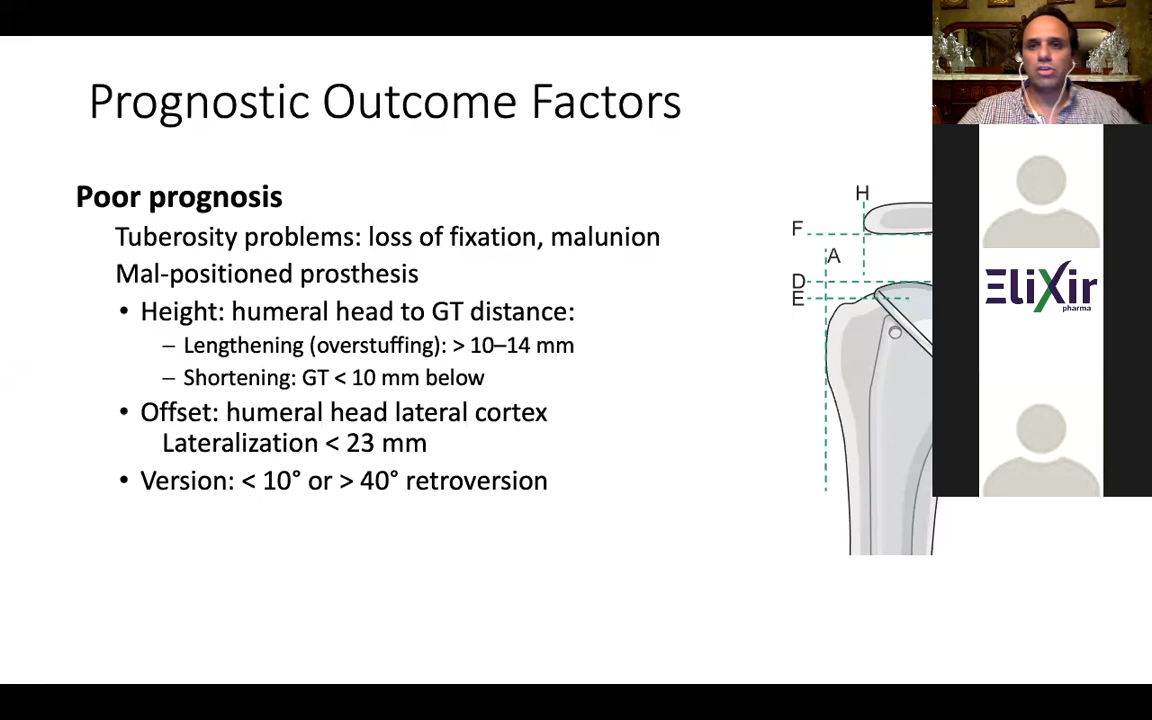 Prognostic Outcome Factors
Poor prognosis
Tuberosity problems: loss of fixation, malunion
Mal-positioned prosthesis
• Height: humeral head to GT distance:
– Lengthening (overstuffing): > 10–14 mm
– Shortening: GT < 10 mm below
• Offset: humeral head lateral cortex
Lateralization < 23 mm
• Version: < 10° or > 40° retroversion
H
F
A
D
E
EliXir
pharma